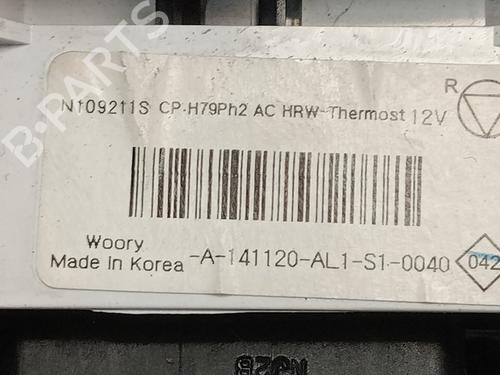 B-PARTS
R
N109211S CP-H79Ph2 AC HRW-Thermost 12V
Woory
Made In Korea -A-141120-AL1-S1-0040 042